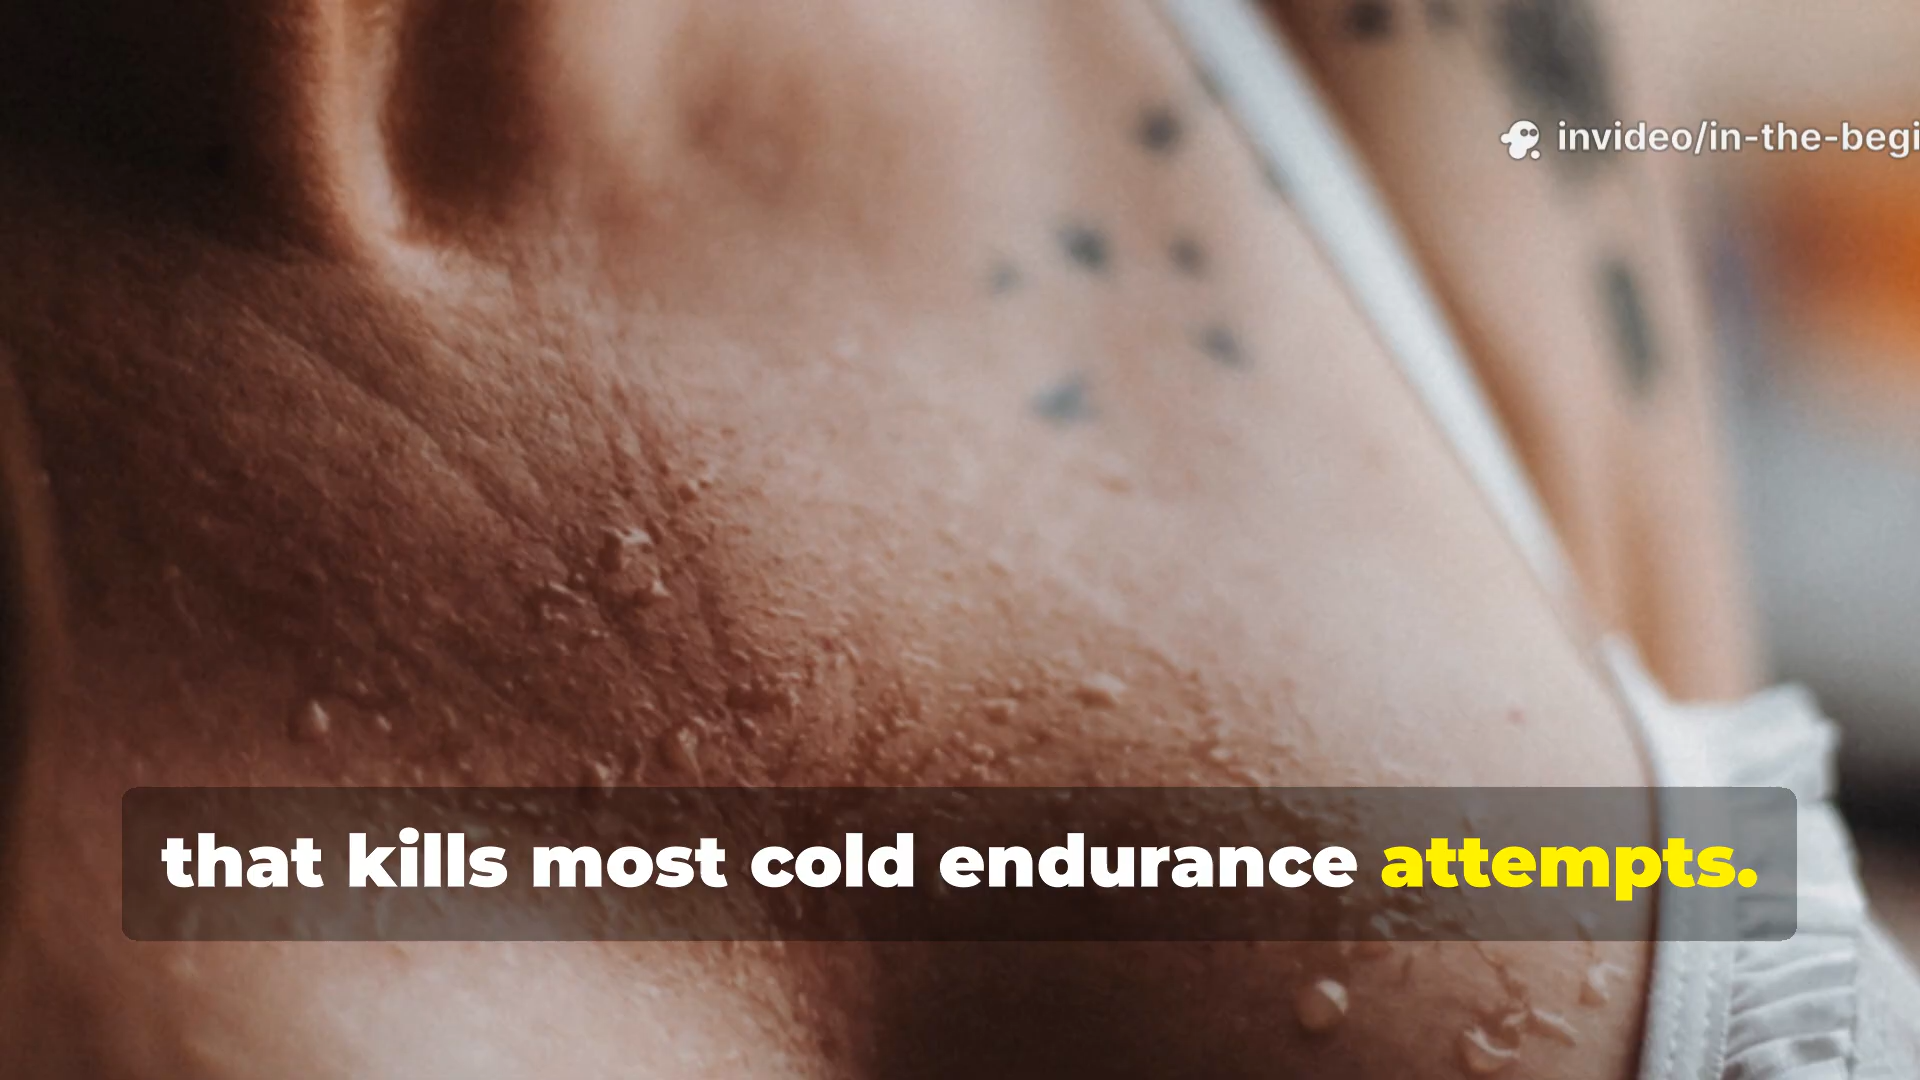 invideo/in-the-begi
that kills most cold endurance attempts.